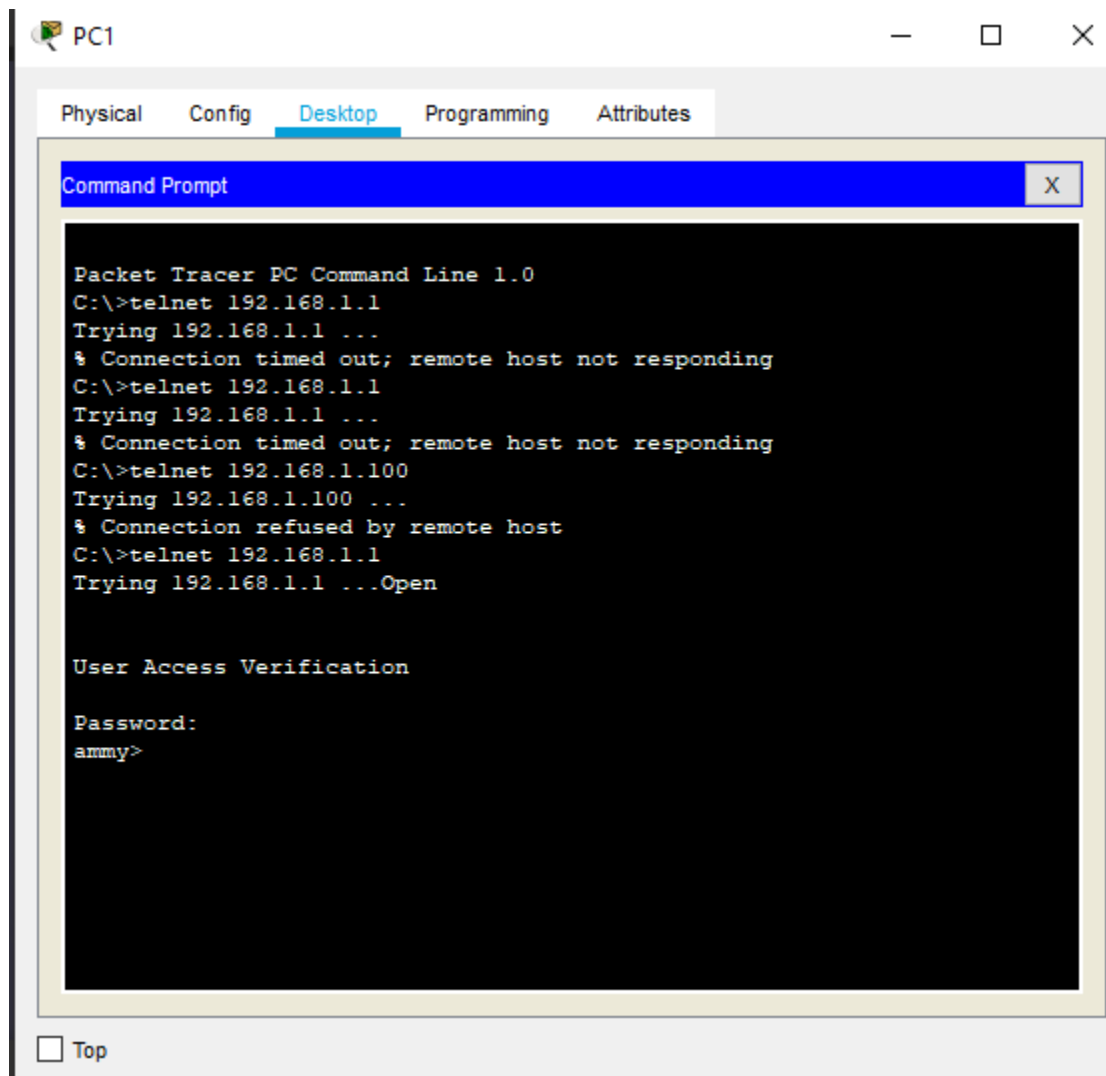 PC1
Physical Config Desktop Programming Attributes
Command Prompt X
Packet Tracer PC Command Line 1.0
C:\>telnet 192.168.1.1
Trying 192.168.1.1 ...
% Connection timed out; remote host not responding
C:\>telnet 192.168.1.1
Trying 192.168.1.1 ...
% Connection timed out; remote host not responding
C:\>telnet 192.168.1.100
Trying 192.168.1.100 ...
% Connection refused by remote host
C:\>telnet 192.168.1.1
Trying 192.168.1.1 ...Open
User Access Verification
Password:
ammy>
Top